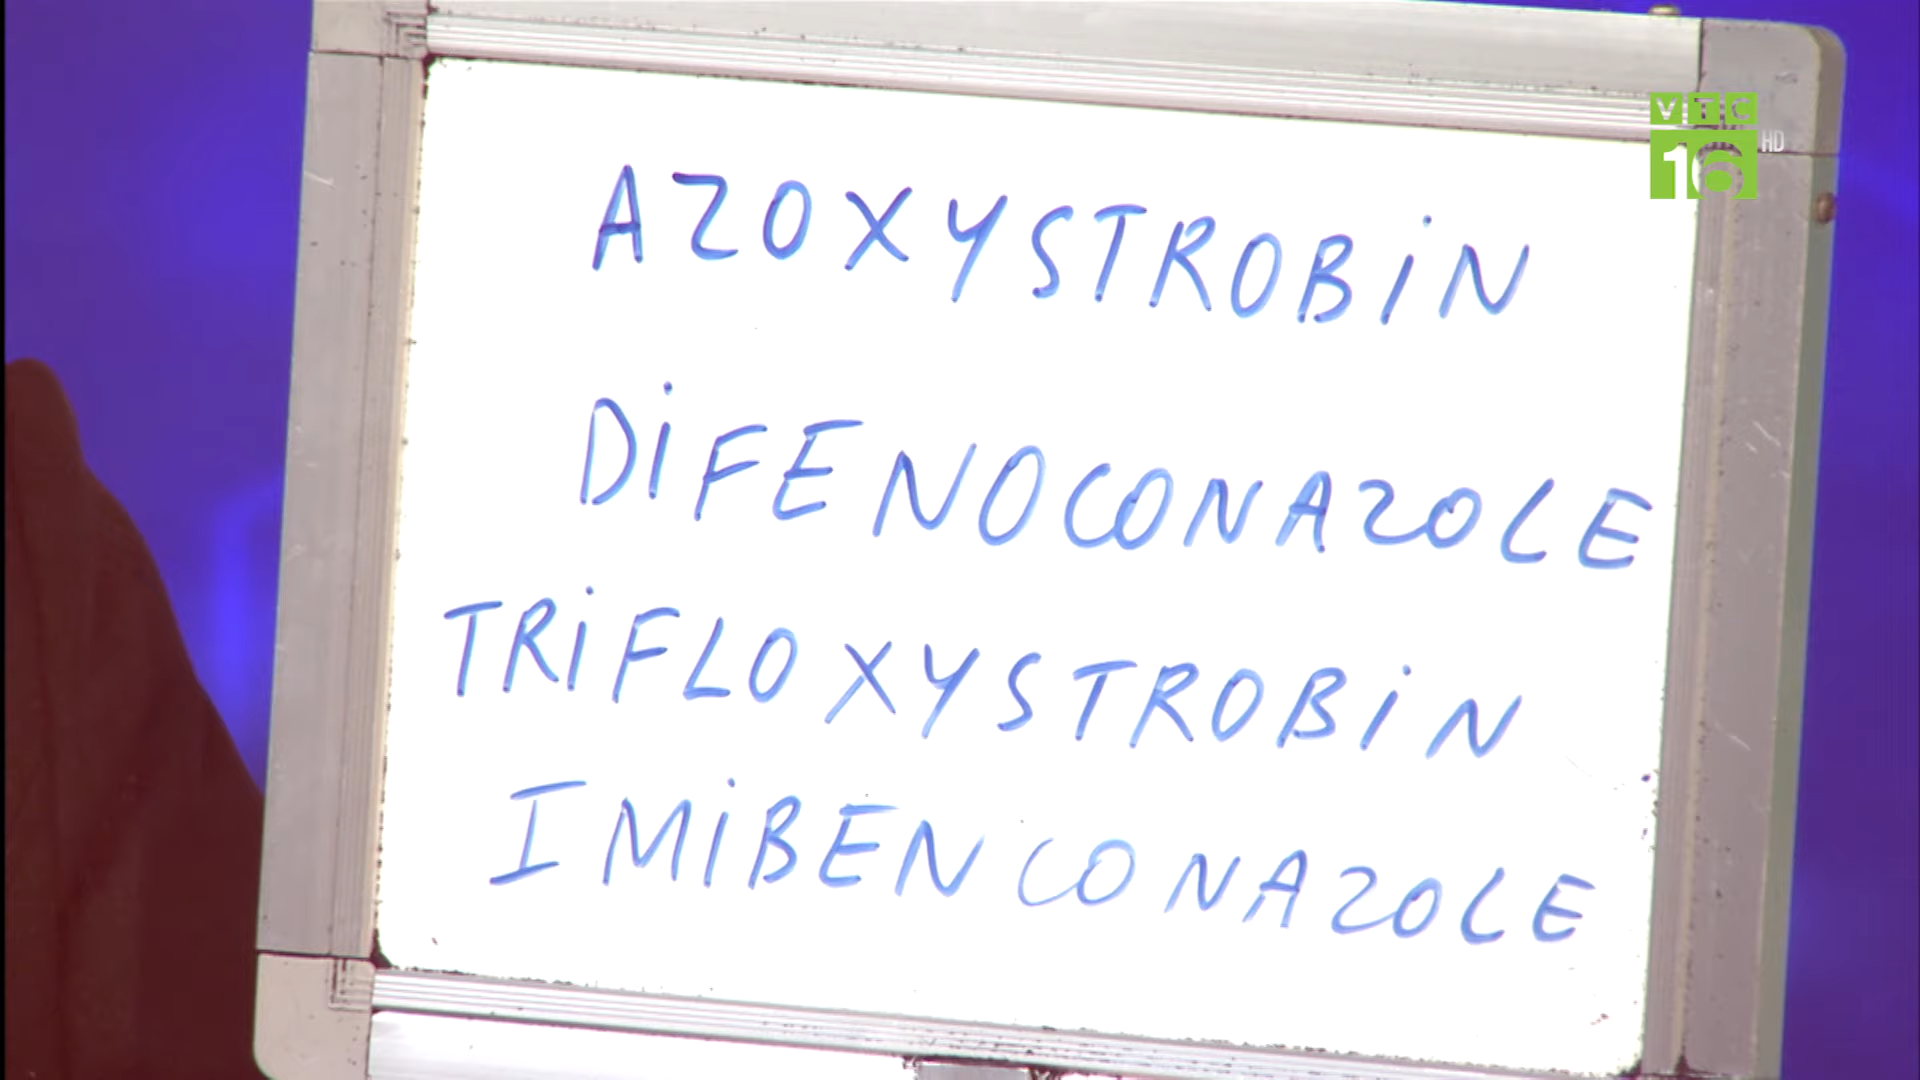 VTC
16 HD
AZOXYSTROBiN
DiFENOCONAZOLE
TRiFLOXYSTROBiN
IMiBENCONAZOLE